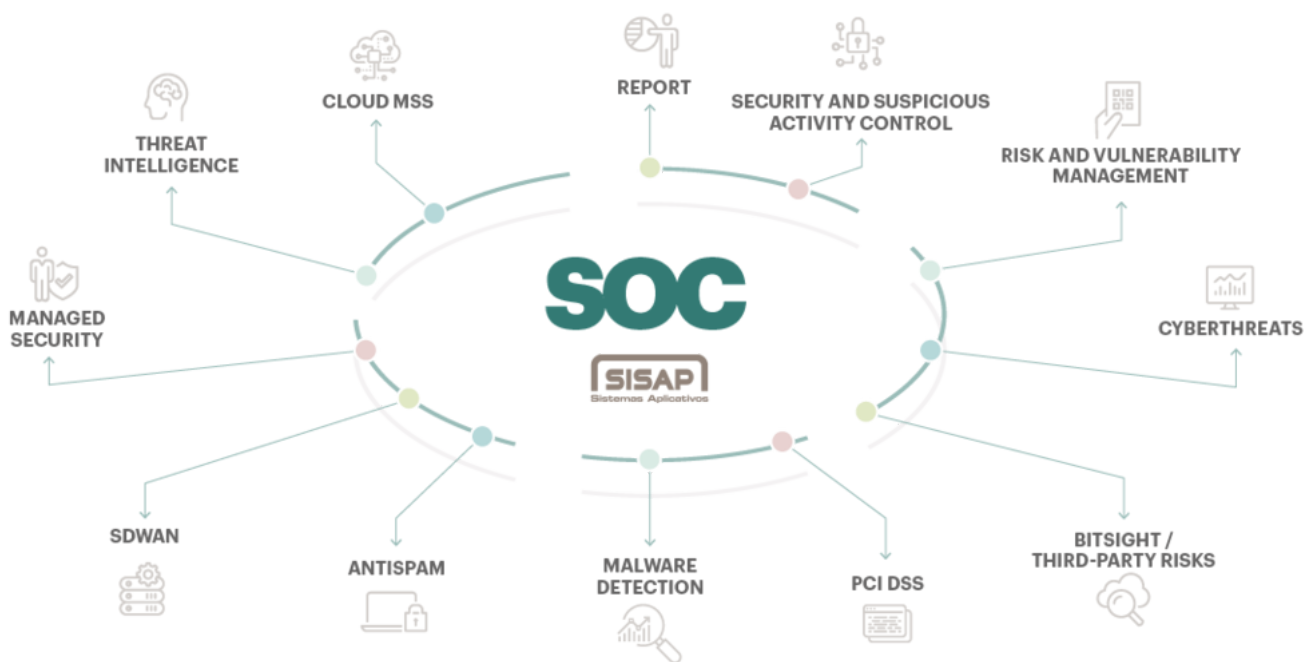 REPORT
CLOUD MSS
SECURITY AND SUSPICIOUS
ACTIVITY CONTROL
THREAT
INTELLIGENCE
RISK AND VULNERABILITY
MANAGEMENT
SOC
MANAGED
SECURITY
CYBERTHREATS
SISAP
Sistemas Aplicativos
SDWAN
ANTISPAM
MALWARE
DETECTION
PCI DSS
BITSIGHT /
THIRD-PARTY RISKS